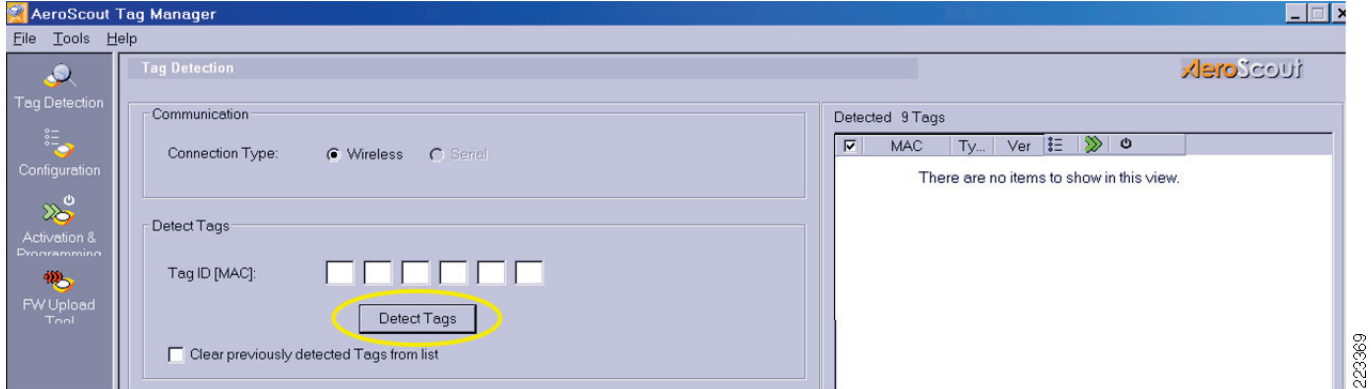 AeroScout Tag Manager
File Tools Help
Tag Detection
Configuration
Activation &
Programming
FW Upload
Tool
Tag Detection
AeroScout
Communication
Connection Type: Wireless Serial
Detect Tags
Tag ID [MAC]:
Detect Tags
Clear previously detected Tags from list
Detected 9 Tags
MAC Ty... Ver
There are no items to show in this view.
223369